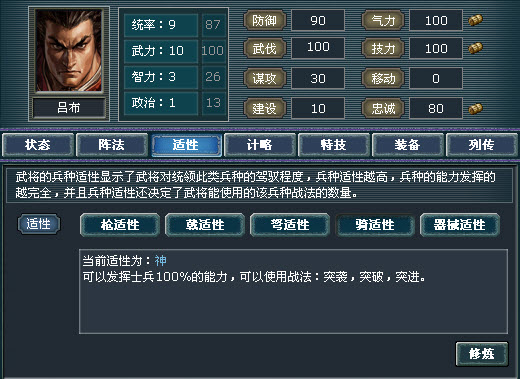 统率：9 87
武力：10 100
智力：3 26
政治：1 13
吕布
防御 90 气力 100
武伐 100 技力 100
谋攻 30 移动 0
建设 10 忠诚 80
状态 阵法 适性 计略 特技 装备 列传
武将的兵种适性显示了武将对统领此类兵种的驾驭程度，兵种适性越高，兵种的能力发挥的
越完全，并且兵种适性还决定了武将能使用的该兵种战法的数量。
适性 枪适性 戟适性 弩适性 骑适性 器械适性
当前适性为：神
可以发挥士兵100%的能力，可以使用战法：突袭，突破，突进。
修炼